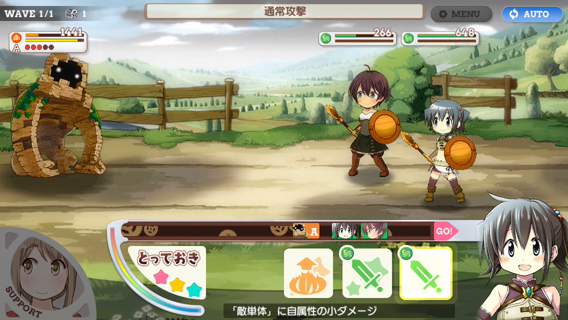 WAVE 1/1
1
通常攻撃
MENU
AUTO
1441
A
266
648
A
GO!
とっておき
SUPPORT
「敵単体」に自属性の小ダメージ